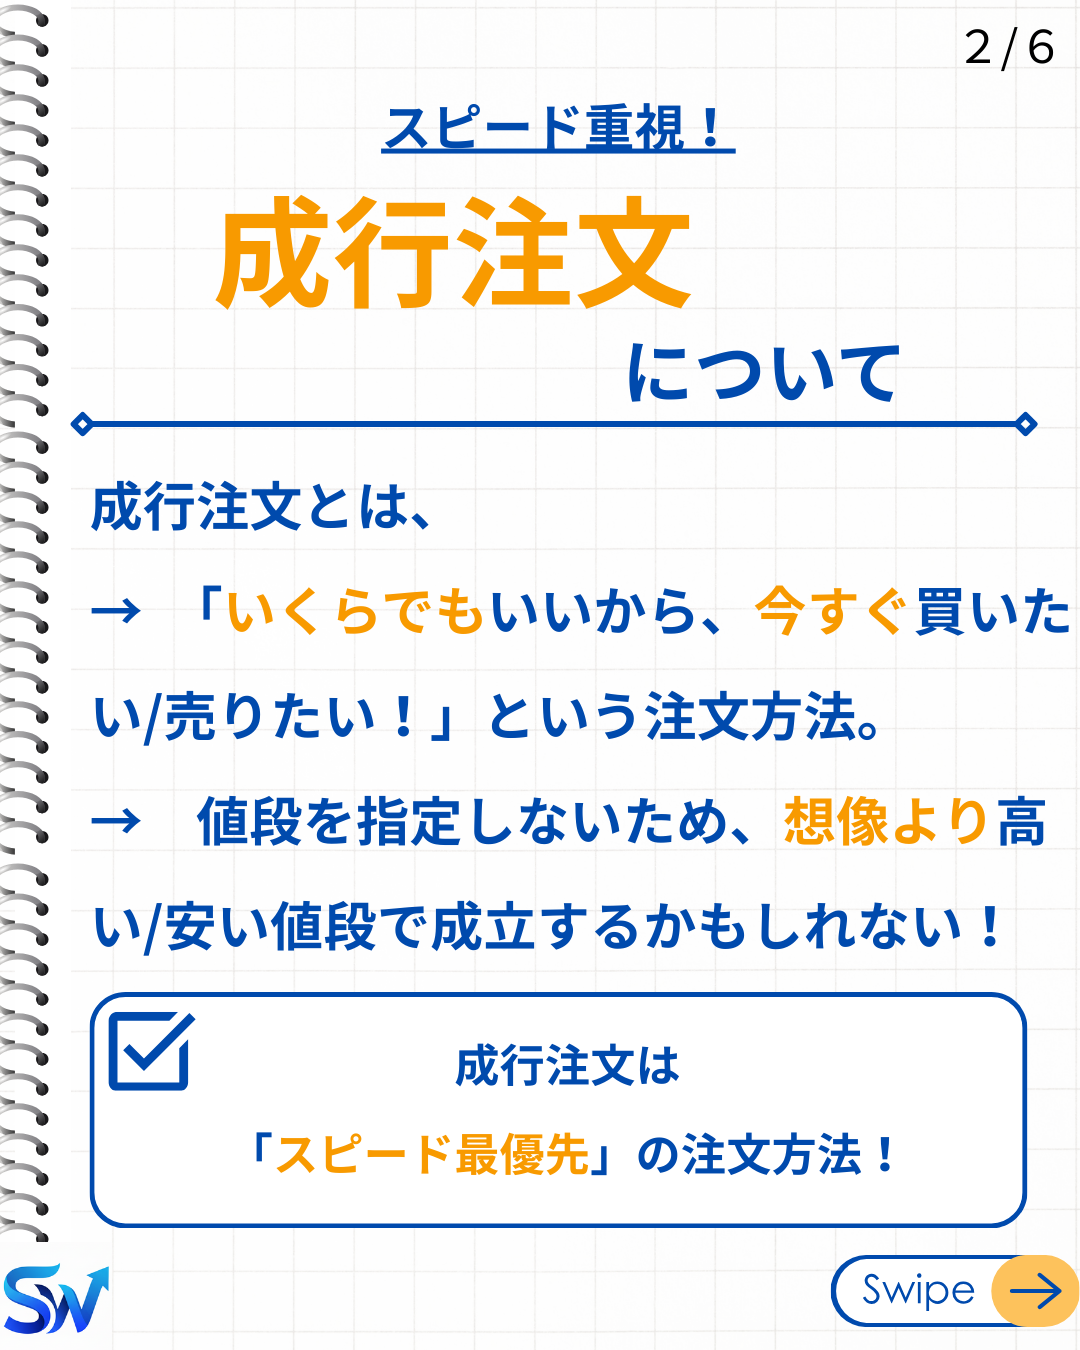 2/6
スピード重視！
成行注文
について
成行注文とは、
→　「いくらでもいいから、今すぐ買いた
い/売りたい！」という注文方法。
→　値段を指定しないため、想像より高
い/安い値段で成立するかもしれない！
成行注文は
「スピード最優先」の注文方法！
SW
Swipe